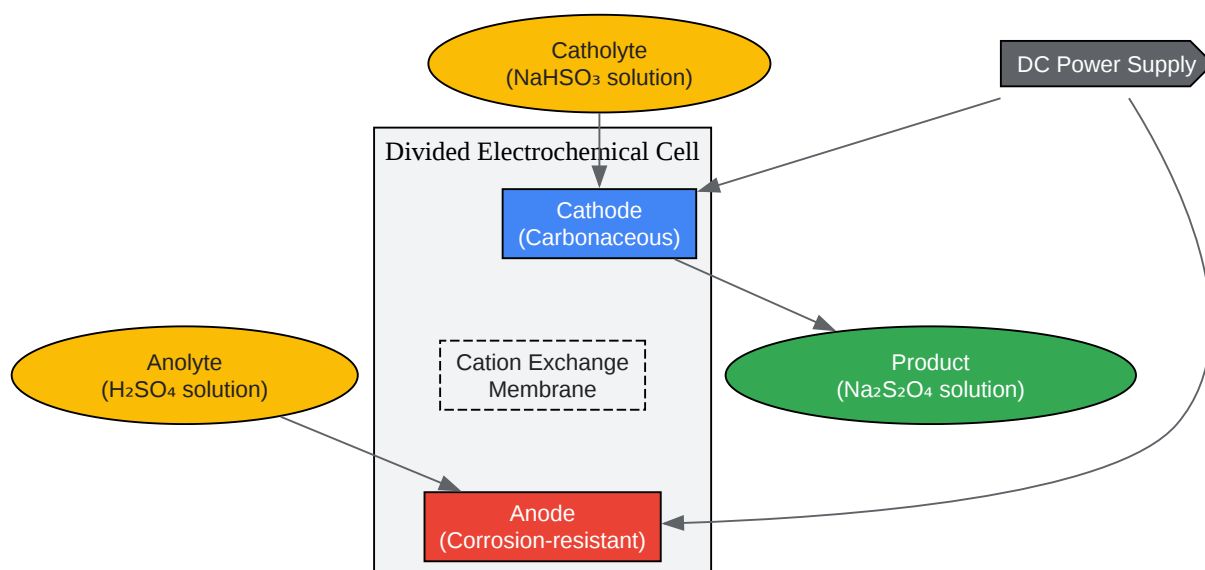 Catholyte
(NaHSO₃ solution)
DC Power Supply
Divided Electrochemical Cell
Cathode
(Carbonaceous)
Anolyte
(H₂SO₄ solution)
Cation Exchange
Membrane
Product
(Na₂S₂O₄ solution)
Anode
(Corrosion-resistant)